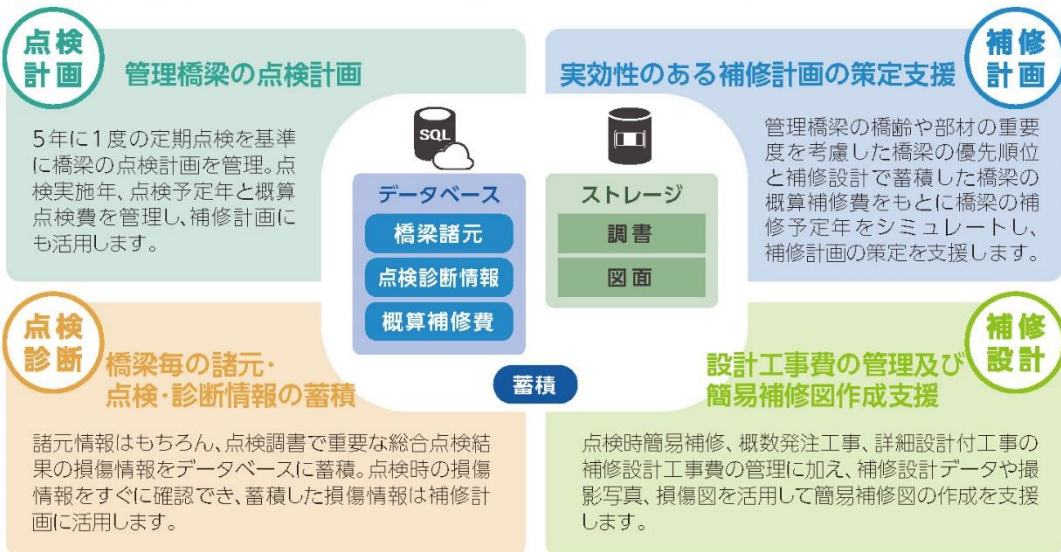 点検
計画
管理橋梁の点検計画
5年に1度の定期点検を基準
に橋梁の点検計画を管理。点
検実施年、点検予定年と概算
点検費を管理し、補修計画に
も活用します。
補修
計画
実効性のある補修計画の策定支援
管理橋梁の橋齢や部材の重要
度を考慮した橋梁の優先順位
と補修設計で蓄積した橋梁の
概算補修費をもとに橋梁の補
修予定年をシミュレートし、
補修計画の策定を支援します。
SQL
データベース
橋梁諸元
点検診断情報
概算補修費
ストレージ
調書
図面
蓄積
点検
診断
橋梁毎の諸元・
点検・診断情報の蓄積
諸元情報はもちろん、点検調書で重要な総合点検結
果の損傷情報をデータベースに蓄積。点検時の損傷
情報をすぐに確認でき、蓄積した損傷情報は補修計
画に活用します。
補修
設計
設計工事費の管理及び
簡易補修図作成支援
点検時簡易補修、概数発注工事、詳細設計付工事の
補修設計工事費の管理に加え、補修設計データや撮
影写真、損傷図を活用して簡易補修図の作成を支援
します。